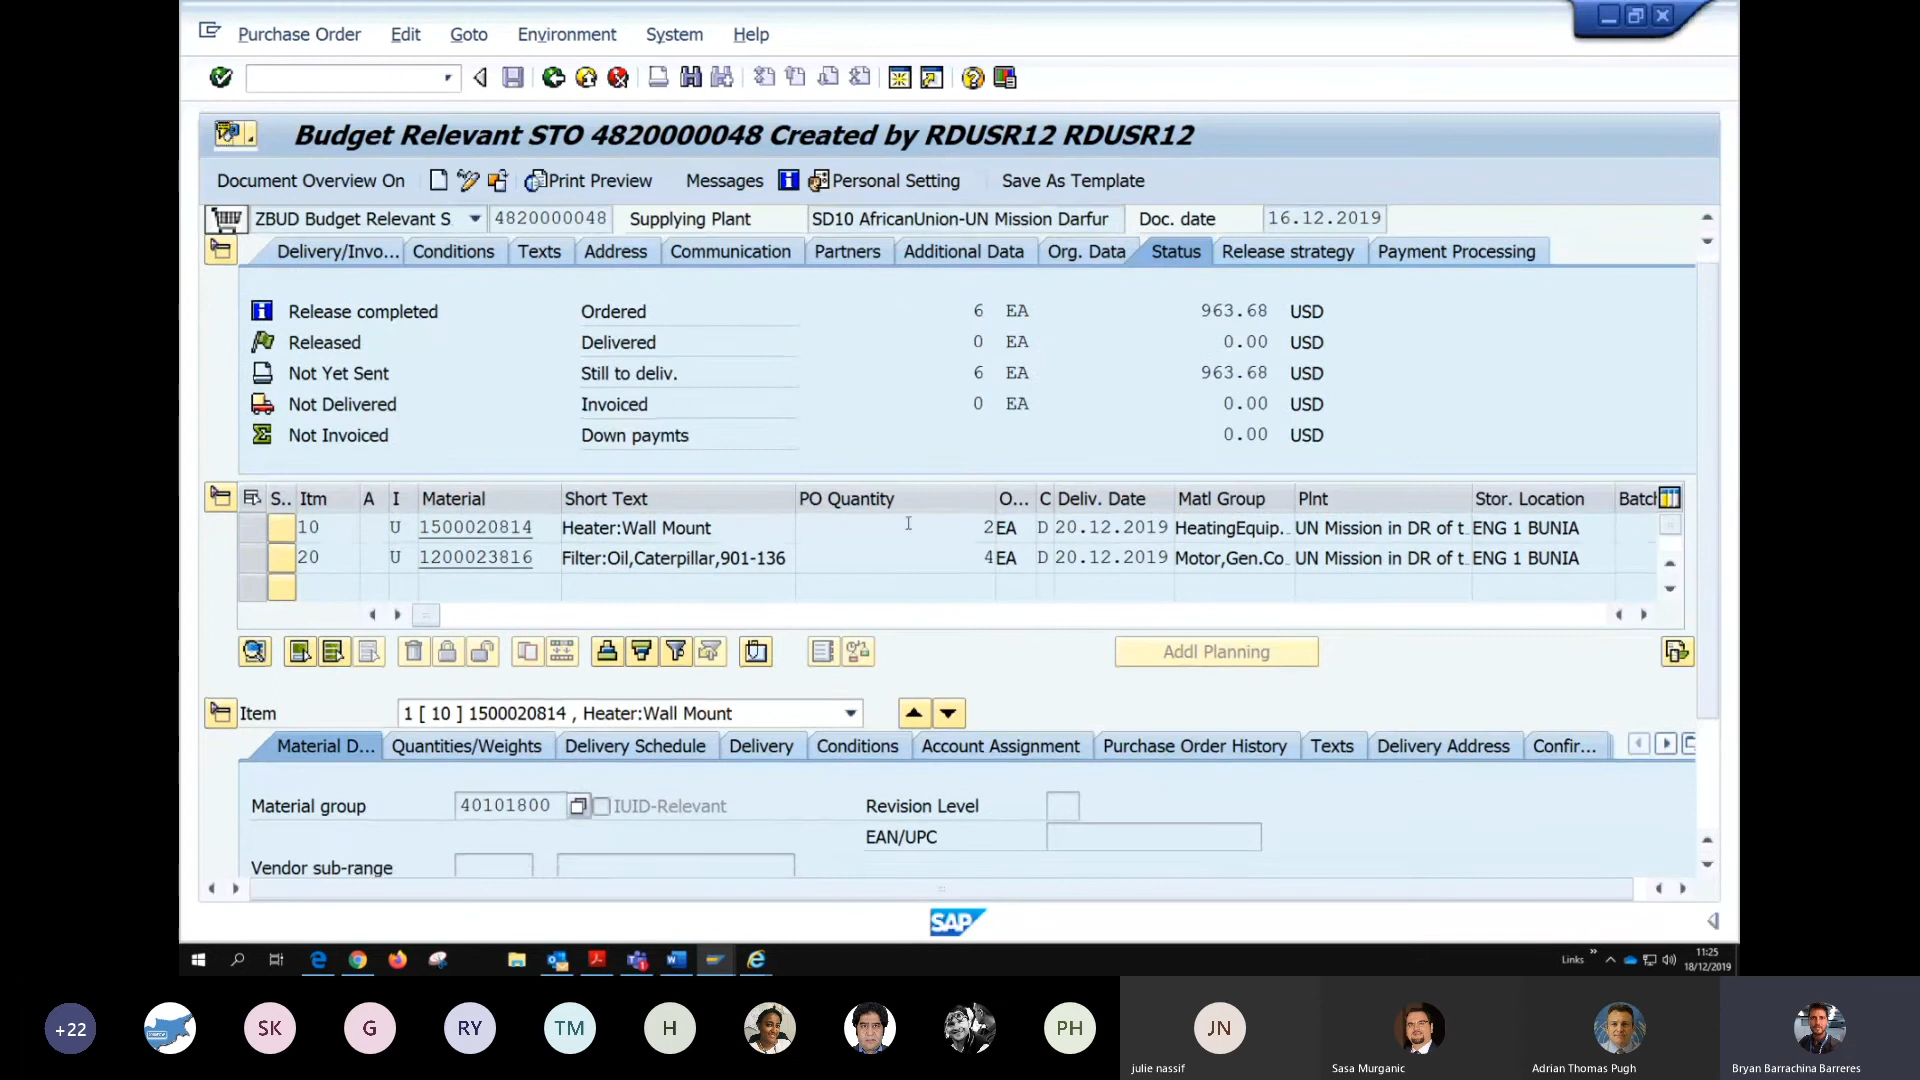 Purchase Order Edit Goto Environment System Help
Budget Relevant STO 4820000048 Created by RDUSR12 RDUSR12
Document Overview On Print Preview Messages Personal Setting Save As Template
ZBUD Budget Relevant S 4820000048 Supplying Plant SD10 AfricanUnion-UN Mission Darfur Doc. date 16.12.2019
Delivery/Invo... Conditions Texts Address Communication Partners Additional Data Org. Data Status Release strategy Payment Processing
Release completed Ordered 6 EA 963.68 USD
Released Delivered 0 EA 0.00 USD
Not Yet Sent Still to deliv. 6 EA 963.68 USD
Not Delivered Invoiced 0 EA 0.00 USD
Not Invoiced Down paymts 0.00 USD
S.. Itm A I Material Short Text PO Quantity O... C Deliv. Date Matl Group Plnt Stor. Location Batch
10 U 1500020814 Heater:Wall Mount 2 EA D 20.12.2019 HeatingEquip. UN Mission in DR of t ENG 1 BUNIA
20 U 1200023816 Filter:Oil,Caterpillar,901-136 4 EA D 20.12.2019 Motor,Gen.Co UN Mission in DR of t ENG 1 BUNIA
Addl Planning
Item 1 [ 10 ] 1500020814 , Heater:Wall Mount
Material D... Quantities/Weights Delivery Schedule Delivery Conditions Account Assignment Purchase Order History Texts Delivery Address Confir...
Material group 40101800 IUID-Relevant Revision Level
EAN/UPC
Vendor sub-range
SAP
Links 11:25
18/12/2019
+22 SK G RY TM H PH JN
julie nassif Sasa Murganic Adrian Thomas Pugh Bryan Barrachina Barreres